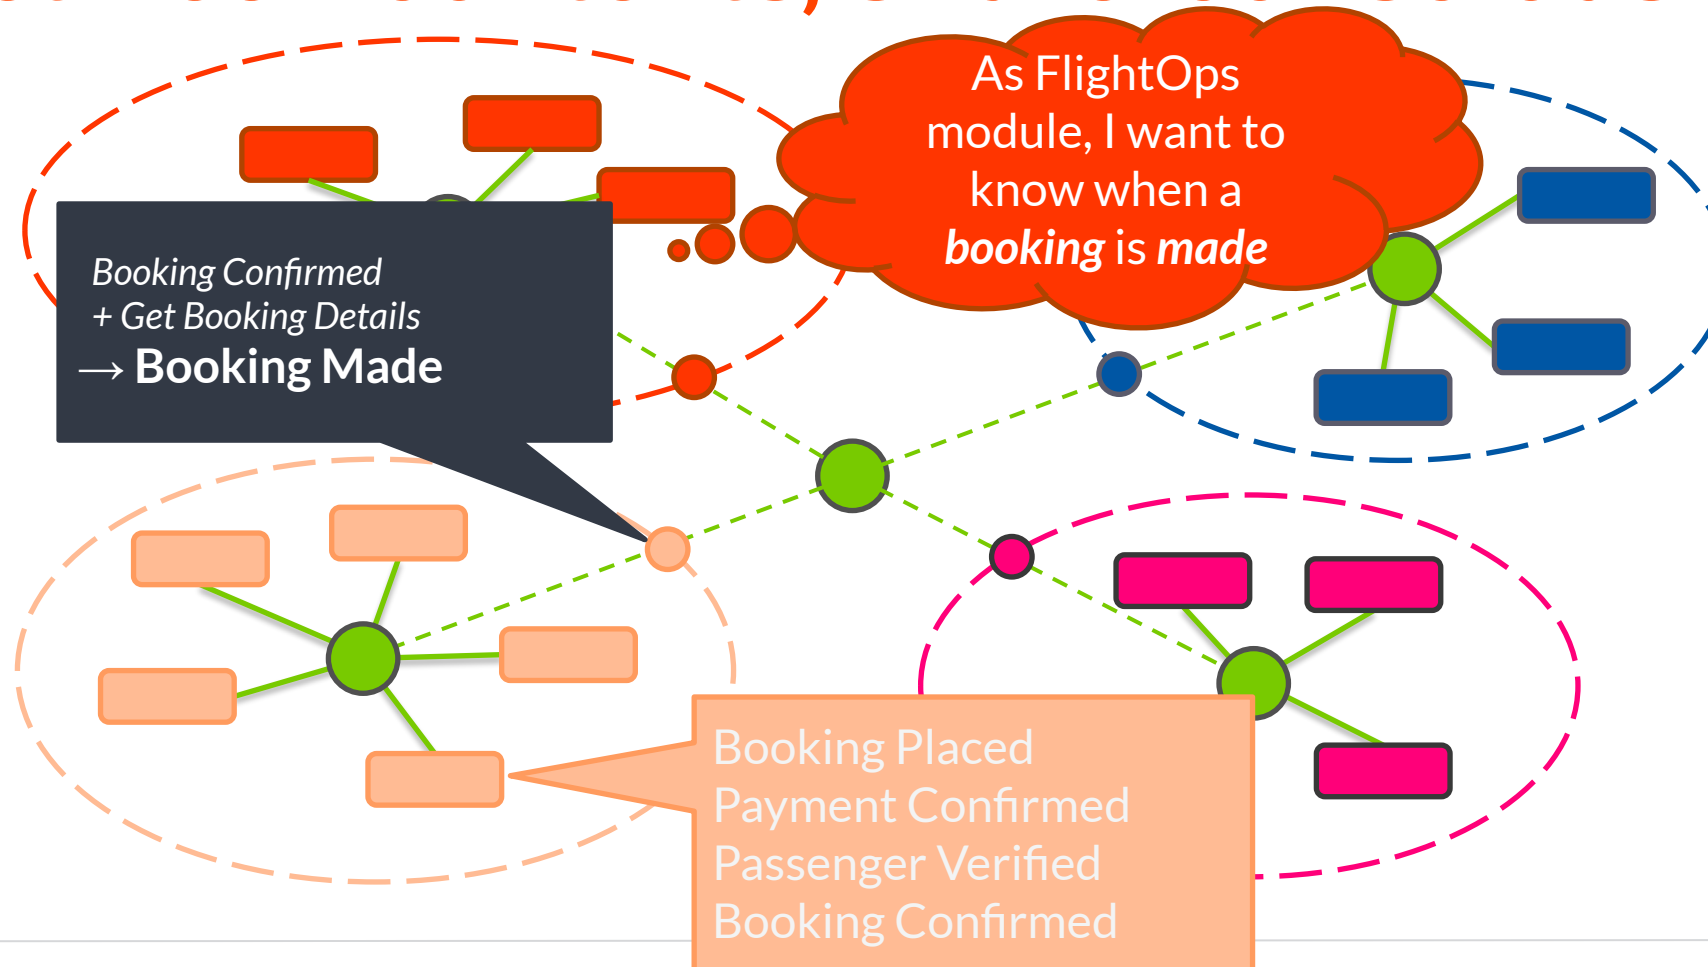 As FlightOps
module, I want to
know when a
booking is made
Booking Confirmed
+ Get Booking Details
→ Booking Made
Booking Placed
Payment Confirmed
Passenger Verified
Booking Confirmed